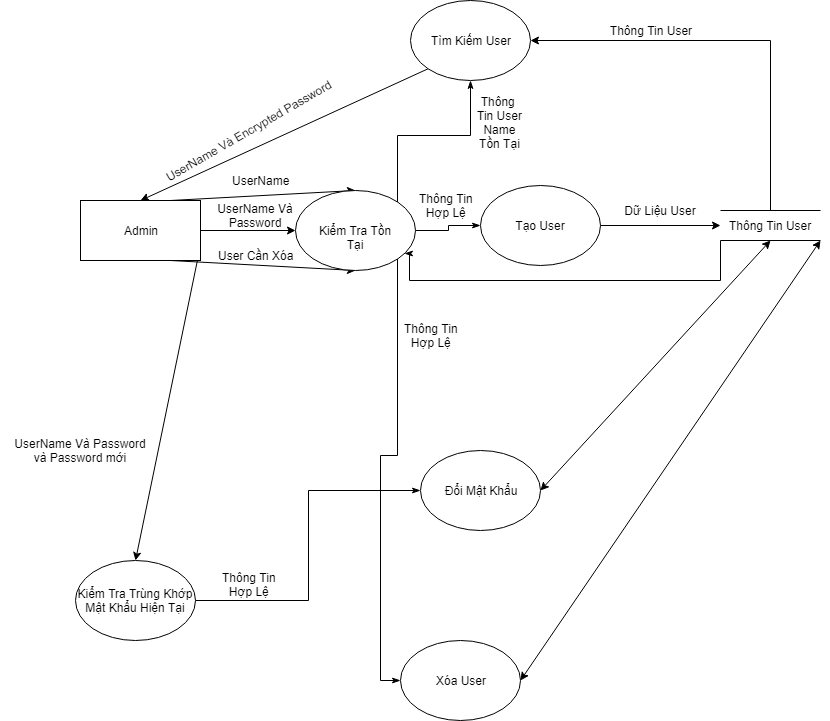 Tìm Kiếm User
Thông Tin User
UserName Và Encrypted Password
Thông
Tin User
Name
Tồn Tại
UserName
UserName Và
Password
User Cần Xóa
Admin
Kiểm Tra Tồn
Tại
Thông Tin
Hợp Lệ
Tạo User
Dữ Liệu User
Thông Tin User
Thông Tin
Hợp Lệ
UserName Và Password
và Password mới
Đổi Mật Khẩu
Kiểm Tra Trùng Khớp
Mật Khẩu Hiện Tại
Thông Tin
Hợp Lệ
Xóa User